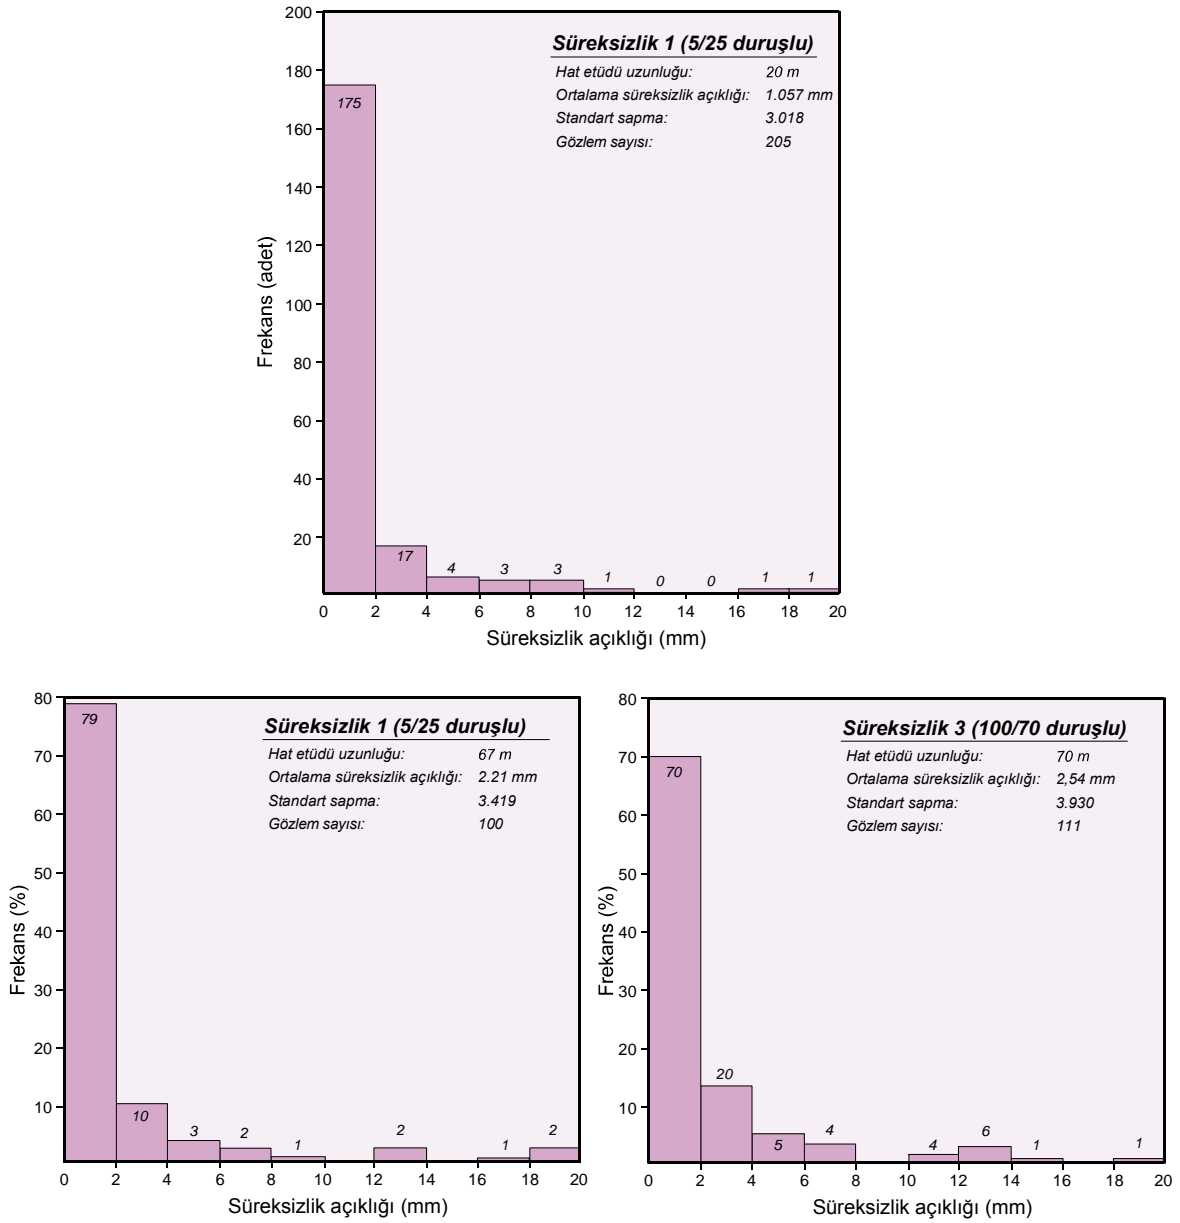 Süreksizlik 1 (5/25 duruşlu)
Hat etüdü uzunluğu: 20 m
Ortalama süreksizlik açıklığı: 1.057 mm
Standart sapma: 3.018
Gözlem sayısı: 205
Frekans (adet)
200
180
160
140
120
100
80
60
40
20
175
17
4
3
3
1
0
0
1
1
0 2 4 6 8 10 12 14 16 18 20
Süreksizlik açıklığı (mm)
Süreksizlik 1 (5/25 duruşlu)
Hat etüdü uzunluğu: 67 m
Ortalama süreksizlik açıklığı: 2.21 mm
Standart sapma: 3.419
Gözlem sayısı: 100
Frekans (%)
80
70
60
50
40
30
20
10
79
10
3
2
1
2
1
2
0 2 4 6 8 10 12 14 16 18 20
Süreksizlik açıklığı (mm)
Süreksizlik 3 (100/70 duruşlu)
Hat etüdü uzunluğu: 70 m
Ortalama süreksizlik açıklığı: 2,54 mm
Standart sapma: 3.930
Gözlem sayısı: 111
Frekans (%)
80
70
60
50
40
30
20
10
70
20
5
4
4
6
1
1
0 2 4 6 8 10 12 14 16 18 20
Süreksizlik açıklığı (mm)